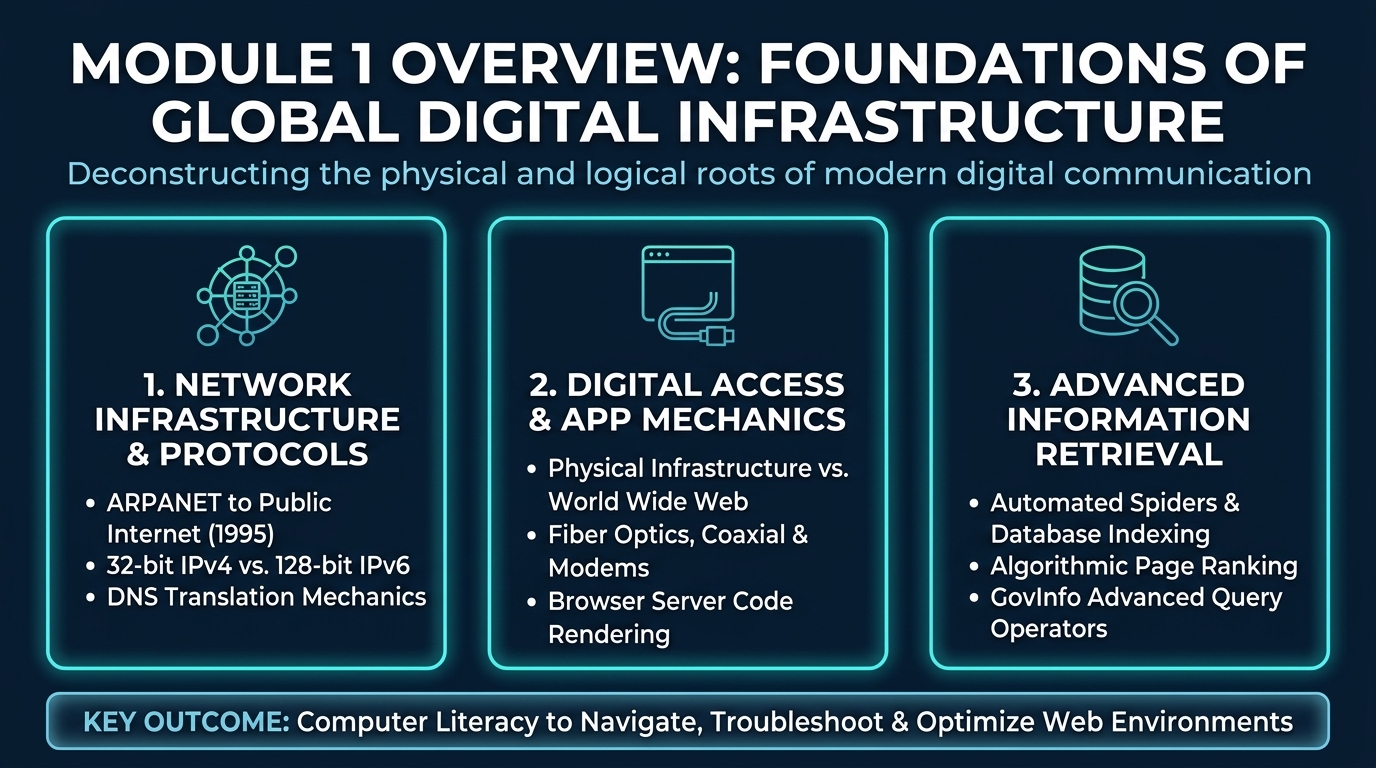 MODULE 1 OVERVIEW: FOUNDATIONS OF
GLOBAL DIGITAL INFRASTRUCTURE
Deconstructing the physical and logical roots of modern digital communication
1. NETWORK
INFRASTRUCTURE
& PROTOCOLS
• ARPANET to Public
Internet (1995)
• 32-bit IPv4 vs. 128-bit IPv6
• DNS Translation Mechanics
2. DIGITAL ACCESS
& APP MECHANICS
• Physical Infrastructure vs.
World Wide Web
• Fiber Optics, Coaxial &
Modems
• Browser Server Code
Rendering
3. ADVANCED
INFORMATION
RETRIEVAL
• Automated Spiders &
Database Indexing
• Algorithmic Page Ranking
• GovInfo Advanced Query
Operators
KEY OUTCOME: Computer Literacy to Navigate, Troubleshoot & Optimize Web Environments